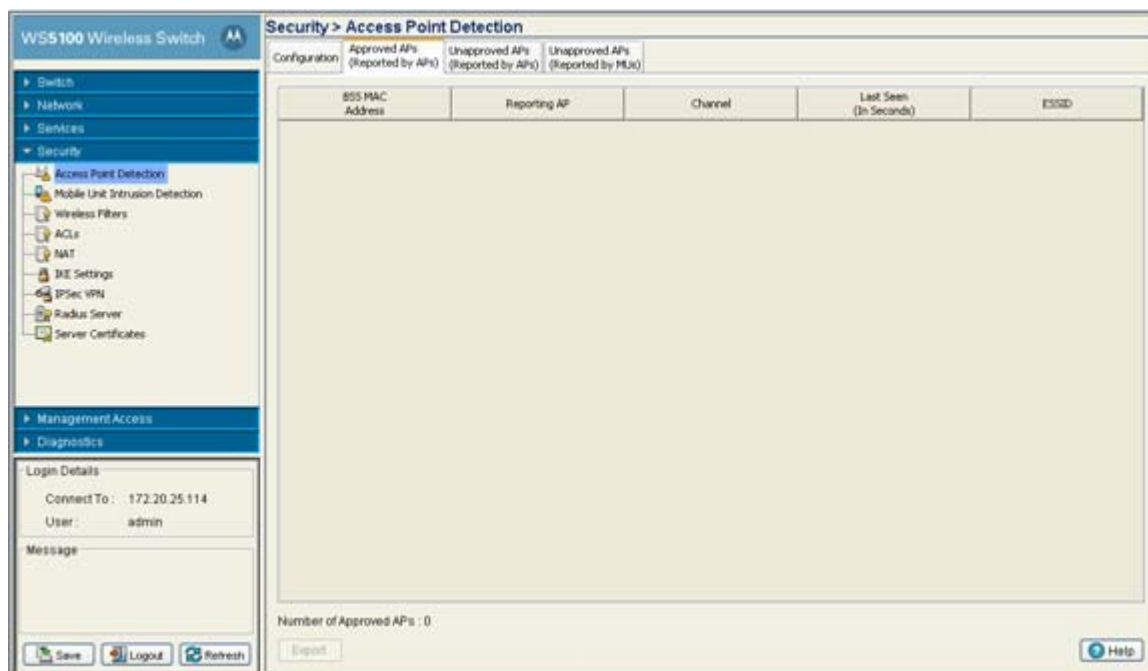 WS5100 Wireless Switch
Switch
Network
Services
Security
Access Point Detection
Mobile Unit Intrusion Detection
Wireless Filters
ACLs
NAT
IKE Settings
IPSec VPN
Radius Server
Server Certificates
Management Access
Diagnostics
Login Details
Connect To : 172.20.25.114
User : admin
Message
Save Logout Refresh
Security > Access Point Detection
Configuration
Approved APs
(Reported by APs)
Unapproved APs
(Reported by APs)
Unapproved APs
(Reported by MUs)
BSS MAC
Address
Reporting AP
Channel
Last Seen
(In Seconds)
ESSID
Number of Approved APs : 0
Export
Help